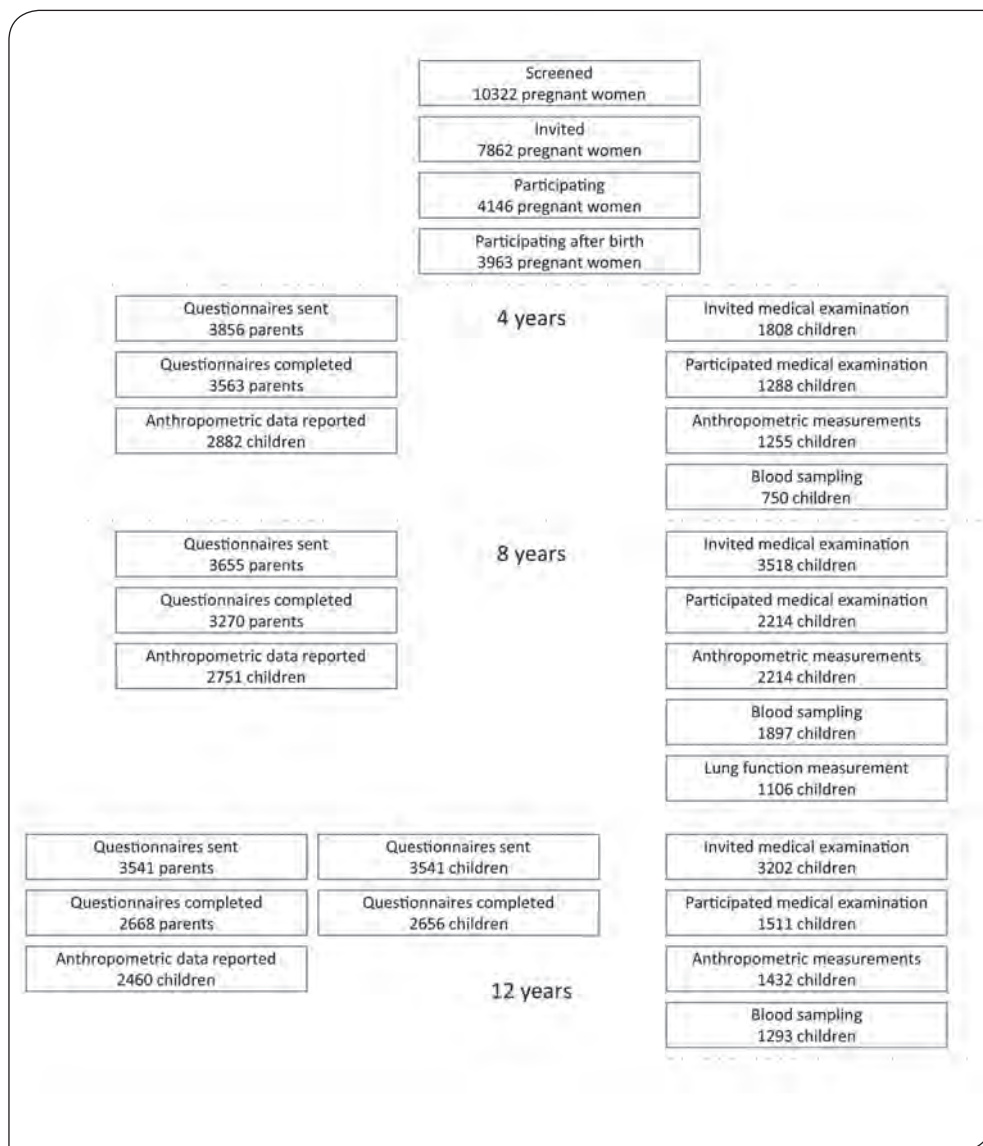 Screened
10322 pregnant women
Invited
7862 pregnant women
Participating
4146 pregnant women
Participating after birth
3963 pregnant women
4 years
Questionnaires sent
3856 parents
Questionnaires completed
3563 parents
Anthropometric data reported
2882 children
Invited medical examination
1808 children
Participated medical examination
1288 children
Anthropometric measurements
1255 children
Blood sampling
750 children
8 years
Questionnaires sent
3655 parents
Questionnaires completed
3270 parents
Anthropometric data reported
2751 children
Invited medical examination
3518 children
Participated medical examination
2214 children
Anthropometric measurements
2214 children
Blood sampling
1897 children
Lung function measurement
1106 children
Questionnaires sent
3541 parents
Questionnaires completed
2668 parents
Anthropometric data reported
2460 children
Questionnaires sent
3541 children
Questionnaires completed
2656 children
12 years
Invited medical examination
3202 children
Participated medical examination
1511 children
Anthropometric measurements
1432 children
Blood sampling
1293 children